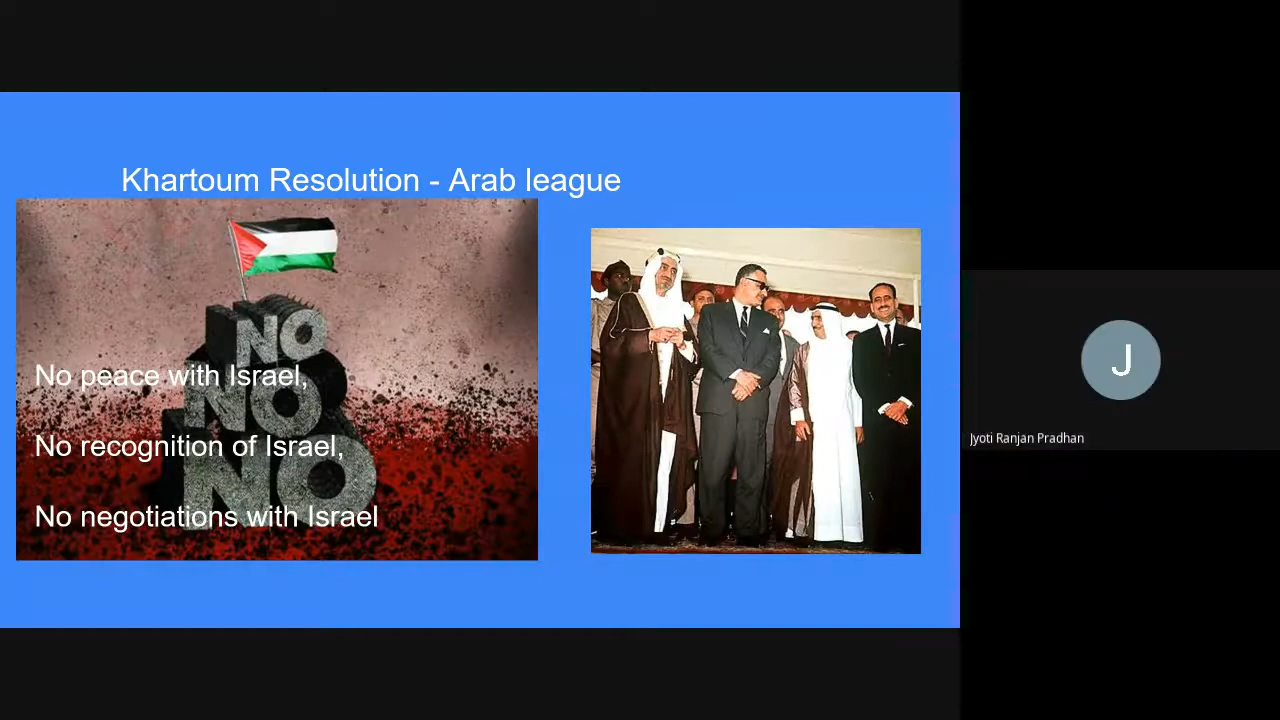 Khartoum Resolution - Arab league
NO
No peace with Israel,
NO
No recognition of Israel,
NO
No negotiations with Israel
J
Jyoti Ranjan Pradhan